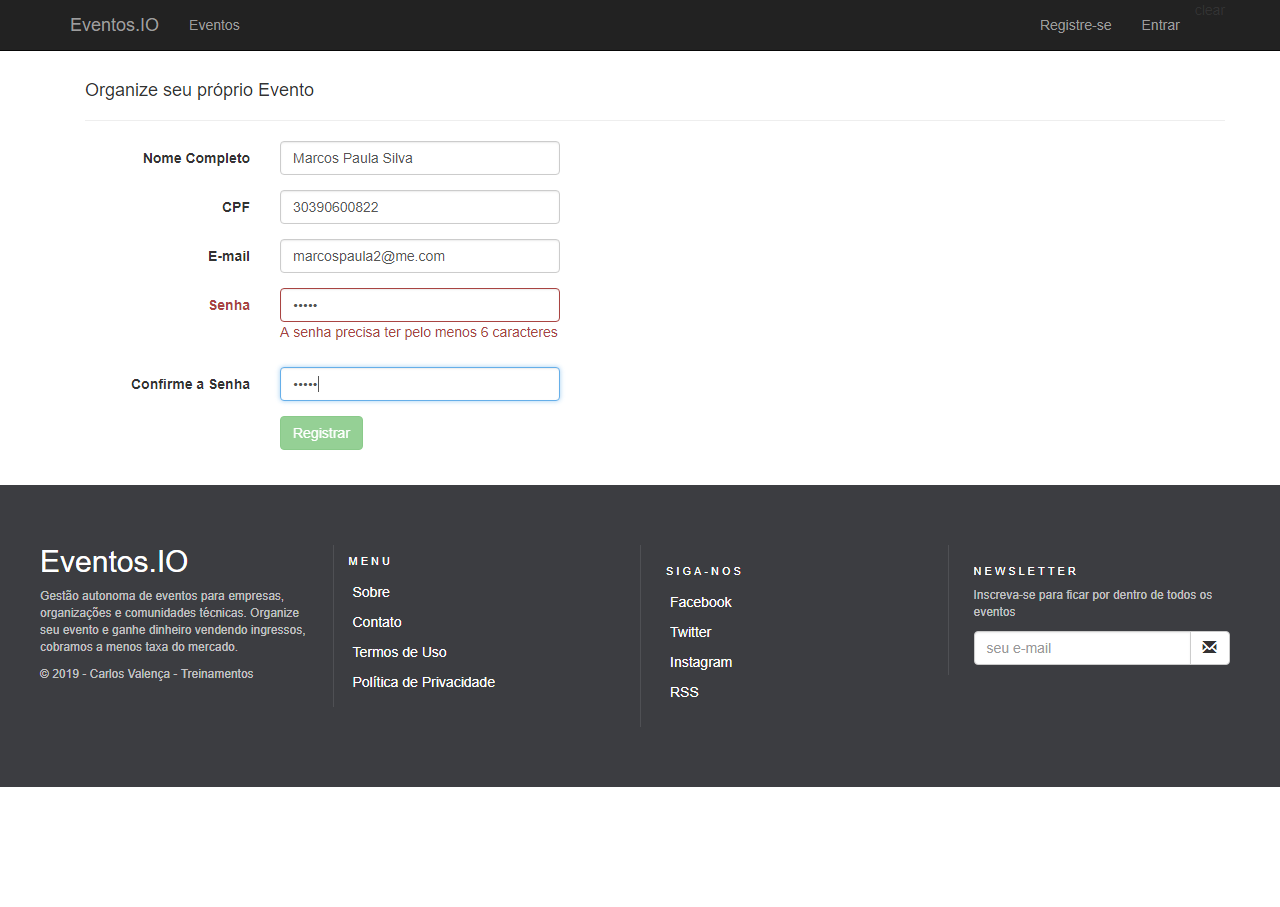 Eventos.IO Eventos Registre-se Entrar clear
Organize seu próprio Evento
Nome Completo Marcos Paula Silva
CPF 30390600822
E-mail marcospaula2@me.com
Senha •••••
A senha precisa ter pelo menos 6 caracteres
Confirme a Senha •••••
Registrar
Eventos.IO
Gestão autonoma de eventos para empresas,
organizações e comunidades técnicas. Organize
seu evento e ganhe dinheiro vendendo ingressos,
cobramos a menos taxa do mercado.
© 2019 - Carlos Valença - Treinamentos
MENU
Sobre
Contato
Termos de Uso
Política de Privacidade
SIGA-NOS
Facebook
Twitter
Instagram
RSS
NEWSLETTER
Inscreva-se para ficar por dentro de todos os
eventos
seu e-mail